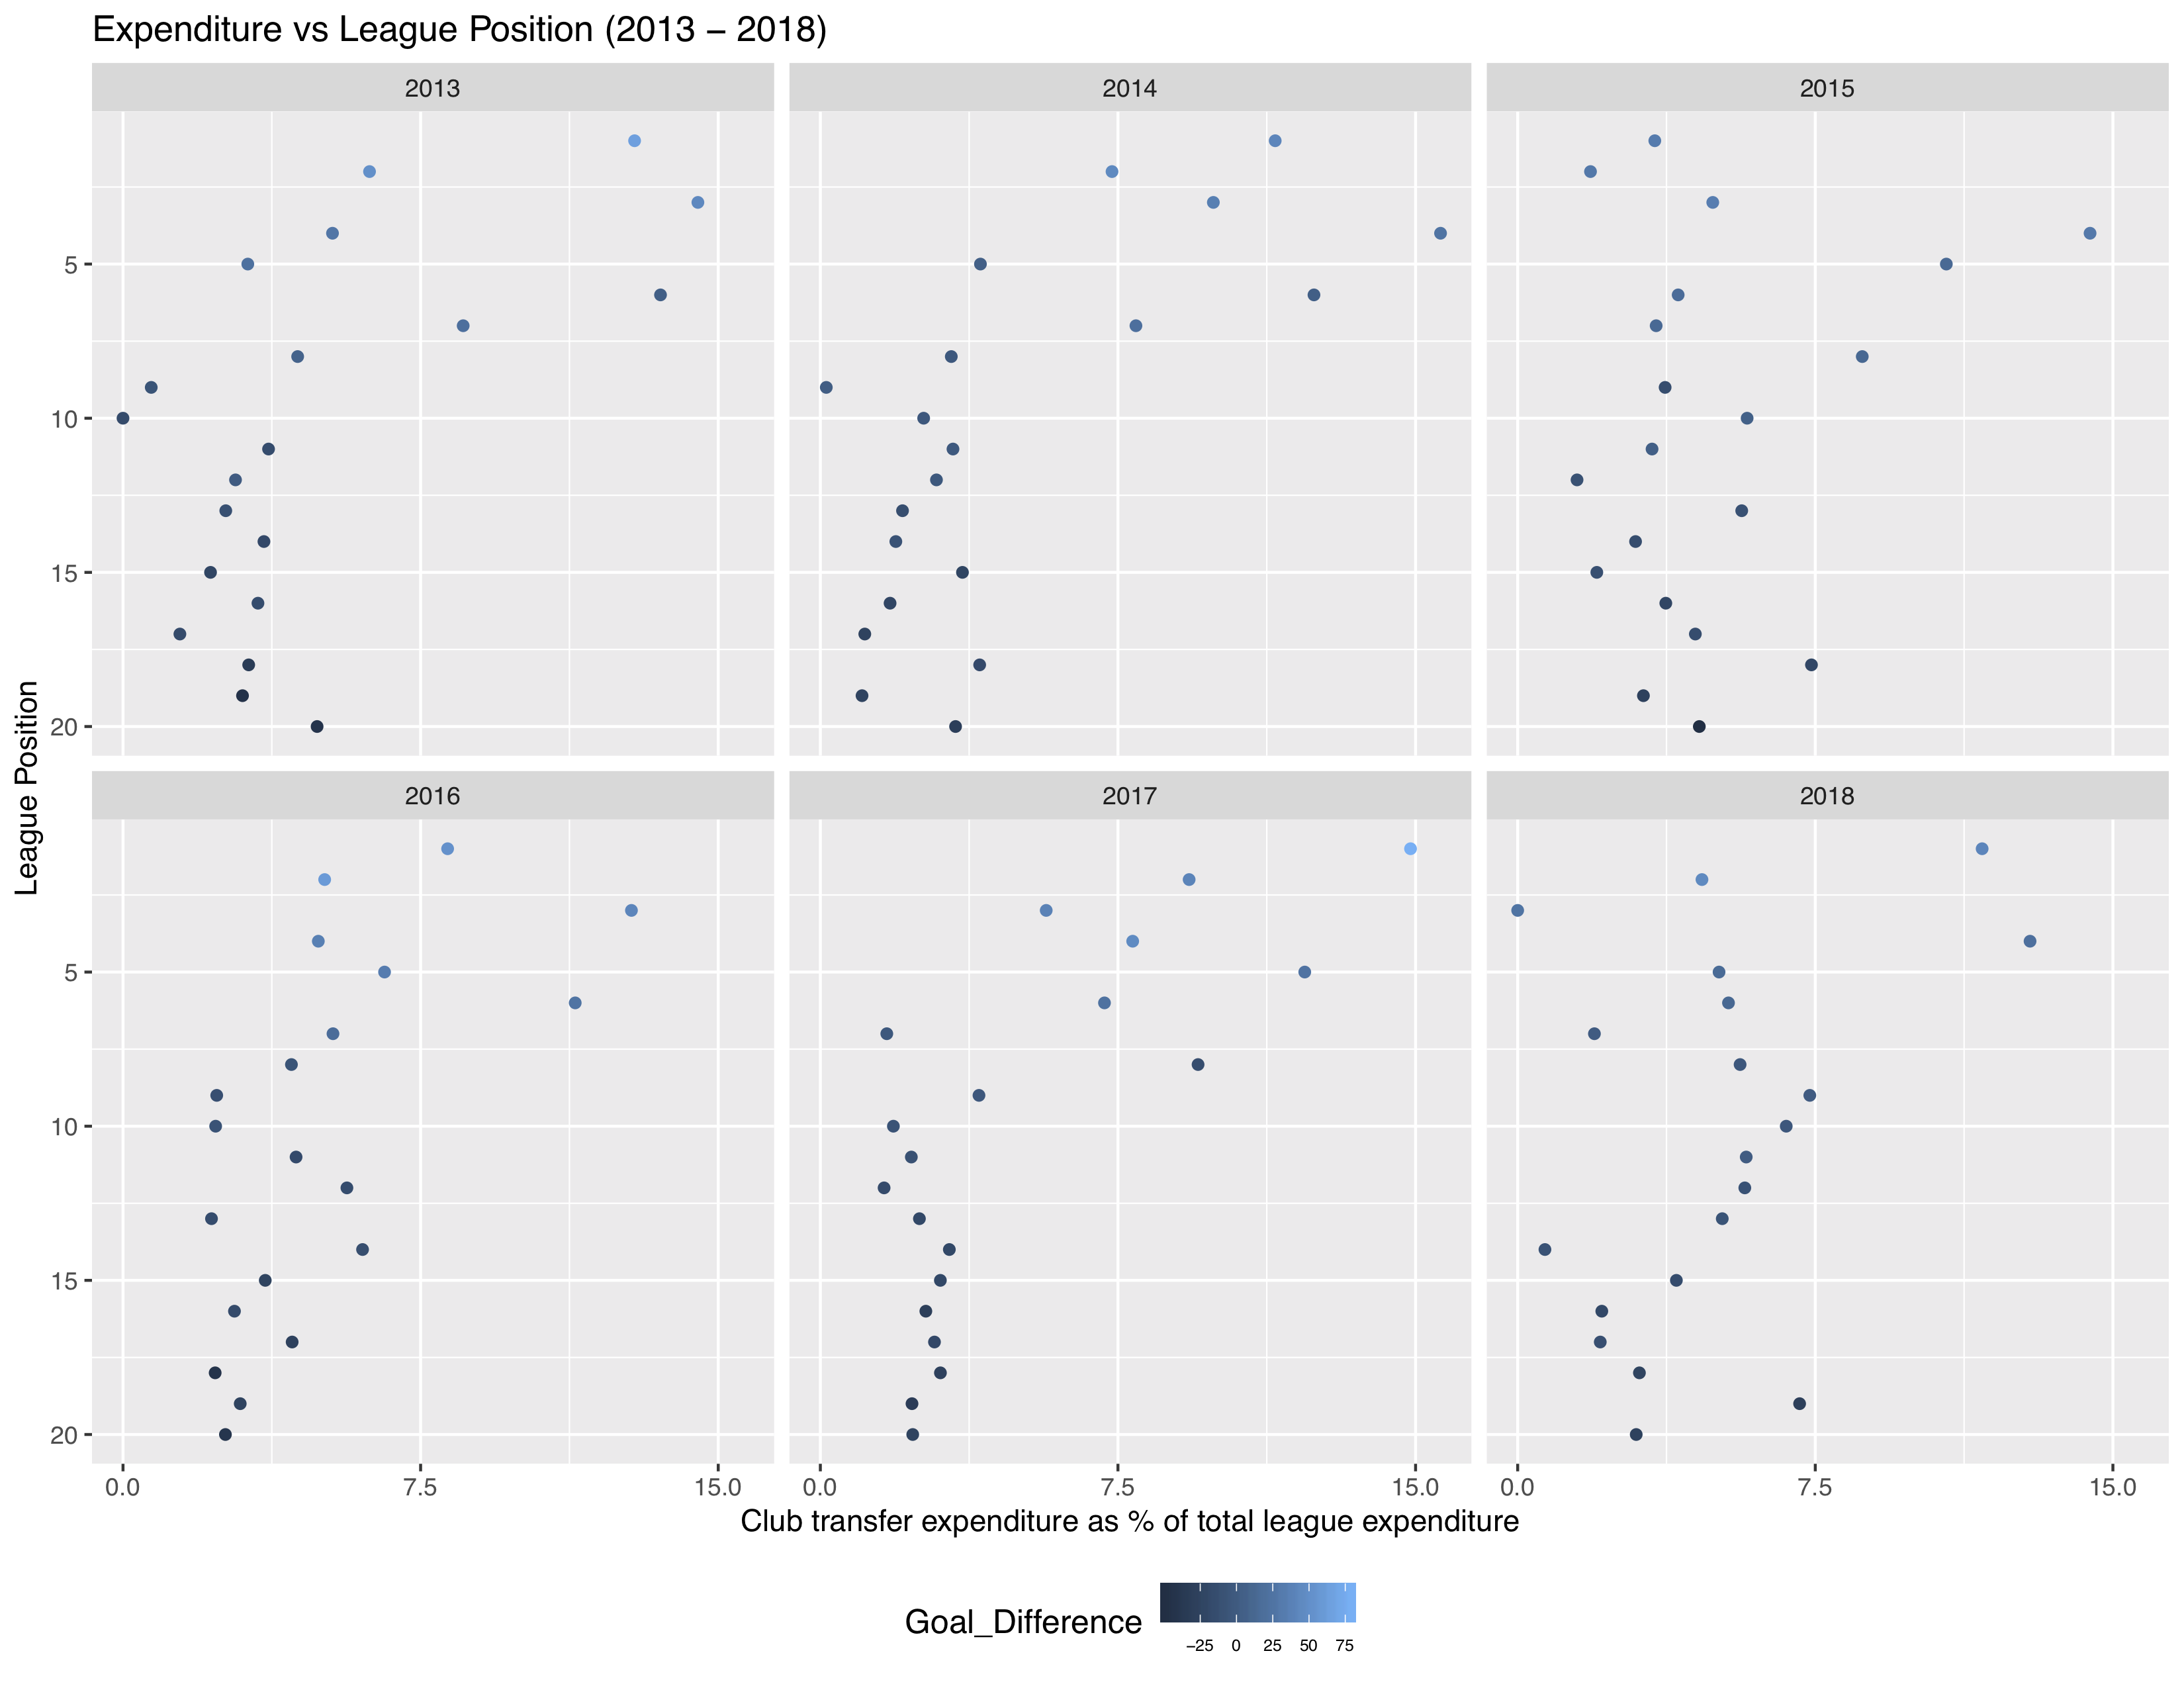 Expenditure vs League Position (2013 − 2018)
2013 2014 2015
5
10
15
20
League Position
2016 2017 2018
5
10
15
20
0.0 7.5 15.0 0.0 7.5 15.0 0.0 7.5 15.0
Club transfer expenditure as % of total league expenditure
Goal_Difference
−25 0 25 50 75